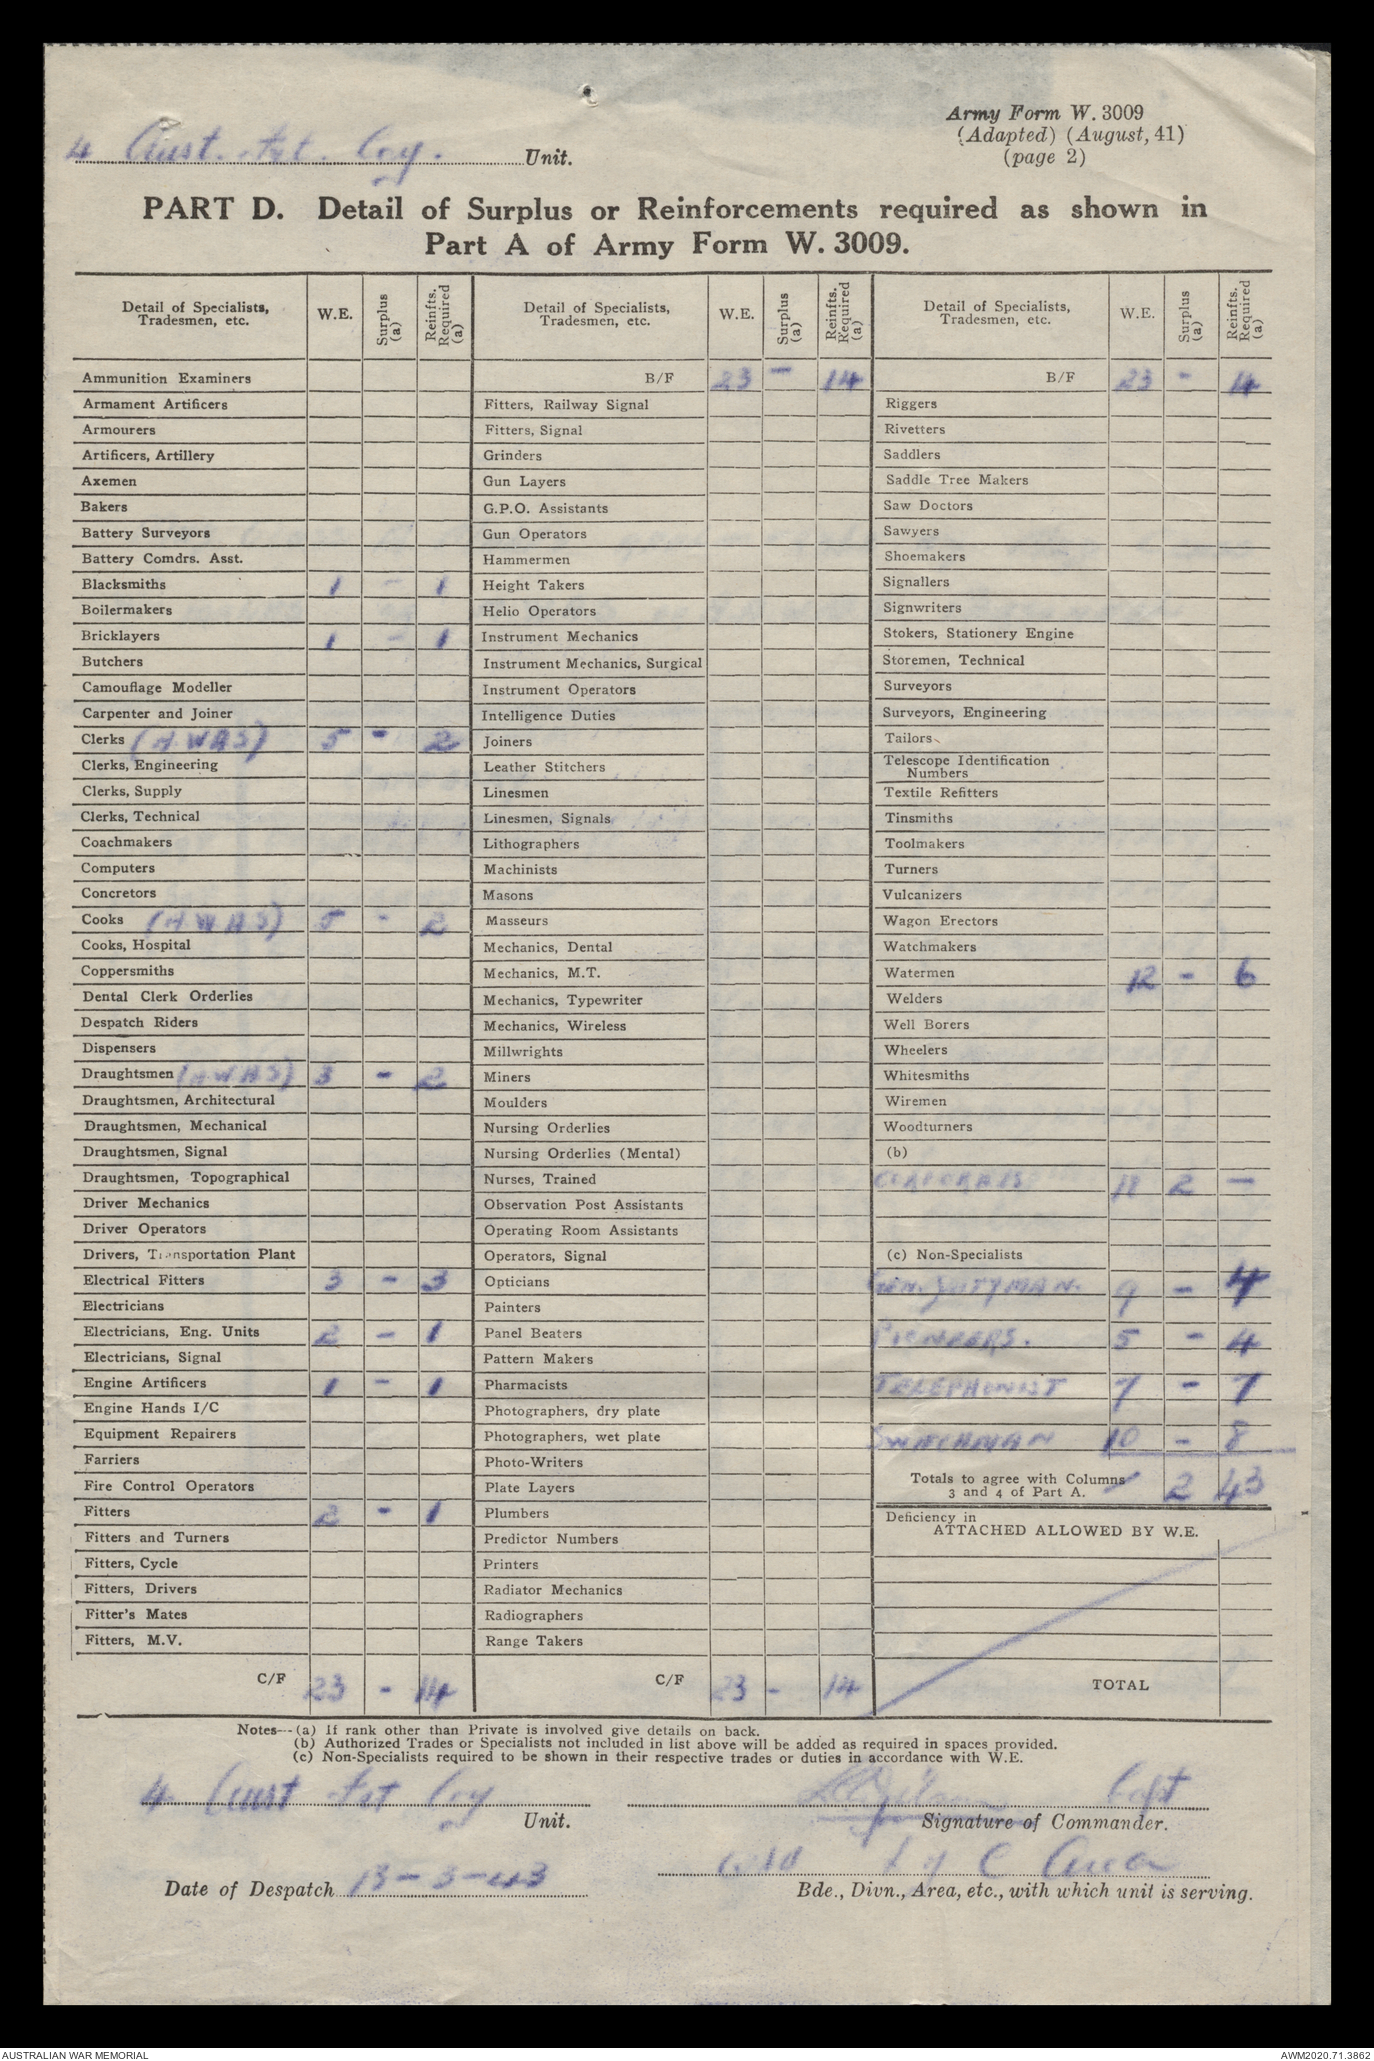 Army Form W. 3009
(Adapted) (August, 41)
(page 2)
4 Aust. Fxt. Coy. Unit.
PART D. Detail of Surplus or Reinforcements required as shown in
Part A of Army Form W. 3009.
Detail of Specialists, Tradesmen, etc. W.E. Surplus (a) Reinfts. Required (a)
Ammunition Examiners
Armament Artificers
Armourers
Artificers, Artillery
Axemen
Bakers
Battery Surveyors
Battery Comdrs. Asst.
Blacksmiths 1 - 1
Boilermakers
Bricklayers 1 - 1
Butchers
Camouflage Modeller
Carpenter and Joiner
Clerks (A.WAS) 5 - 2
Clerks, Engineering
Clerks, Supply
Clerks, Technical
Coachmakers
Computers
Concretors
Cooks (A WAS) 5 - 2
Cooks, Hospital
Coppersmiths
Dental Clerk Orderlies
Despatch Riders
Dispensers
Draughtsmen (A.WAS) 3 - 2
Draughtsmen, Architectural
Draughtsmen, Mechanical
Draughtsmen, Signal
Draughtsmen, Topographical
Driver Mechanics
Driver Operators
Drivers, Transportation Plant
Electrical Fitters 3 - 3
Electricians
Electricians, Eng. Units 2 - 1
Electricians, Signal
Engine Artificers 1 - 1
Engine Hands I/C
Equipment Repairers
Farriers
Fire Control Operators
Fitters 2 - 1
Fitters and Turners
Fitters, Cycle
Fitters, Drivers
Fitter's Mates
Fitters, M.V.
C/F 23 - 14
Detail of Specialists, Tradesmen, etc. W.E. Surplus (a) Reinfts. Required (a)
B/F 23 - 14
Fitters, Railway Signal
Fitters, Signal
Grinders
Gun Layers
G.P.O. Assistants
Gun Operators
Hammermen
Height Takers
Helio Operators
Instrument Mechanics
Instrument Mechanics, Surgical
Instrument Operators
Intelligence Duties
Joiners
Leather Stitchers
Linesmen
Linesmen, Signals
Lithographers
Machinists
Masons
Masseurs
Mechanics, Dental
Mechanics, M.T.
Mechanics, Typewriter
Mechanics, Wireless
Millwrights
Miners
Moulders
Nursing Orderlies
Nursing Orderlies (Mental)
Nurses, Trained
Observation Post Assistants
Operating Room Assistants
Operators, Signal
Opticians
Painters
Panel Beaters
Pattern Makers
Pharmacists
Photographers, dry plate
Photographers, wet plate
Photo-Writers
Plate Layers
Plumbers
Predictor Numbers
Printers
Radiator Mechanics
Radiographers
Range Takers
C/F 23 - 14
Detail of Specialists, Tradesmen, etc. W.E. Surplus (a) Reinfts. Required (a)
B/F 23 - 14
Riggers
Rivetters
Saddlers
Saddle Tree Makers
Saw Doctors
Sawyers
Shoemakers
Signallers
Signwriters
Stokers, Stationery Engine
Storemen, Technical
Surveyors
Surveyors, Engineering
Tailors
Telescope Identification
Numbers
Textile Refitters
Tinsmiths
Toolmakers
Turners
Vulcanizers
Wagon Erectors
Watchmakers
Watermen 12 - 6
Welders
Well Borers
Wheelers
Whitesmiths
Wiremen
Woodturners
(b)
CORPORALS 18 2 -
(c) Non-Specialists
GEN. DUTYMAN. 9 - 4
PIONEERS. 5 - 4
TELEPHONIST 7 - 7
SWITCHMAN 10 - 8
Totals to agree with Columns
3 and 4 of Part A. 2 43
Deficiency in
ATTACHED ALLOWED BY W.E.
TOTAL
Notes—(a) If rank other than Private is involved give details on back.
(b) Authorized Trades or Specialists not included in list above will be added as required in spaces provided.
(c) Non-Specialists required to be shown in their respective trades or duties in accordance with W.E.
4 Aust Fxt Coy Unit.
Capt
Signature of Commander.
L of C Area
Date of Despatch 13-3-43
Bde., Divn., Area, etc., with which unit is serving.
AUSTRALIAN WAR MEMORIAL
AWM2020.71.3862